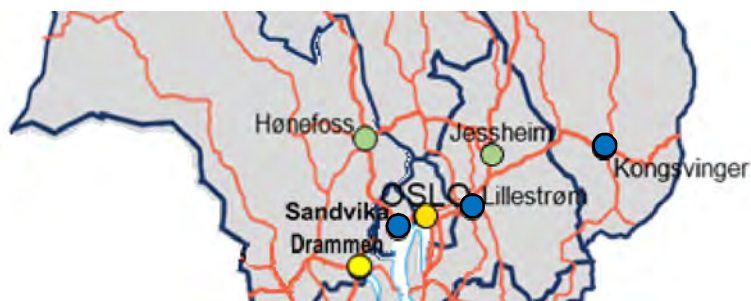 Hønefoss
Jessheim
Kongsvinger
OSLO
Lillestrøm
Sandvika
Drammen